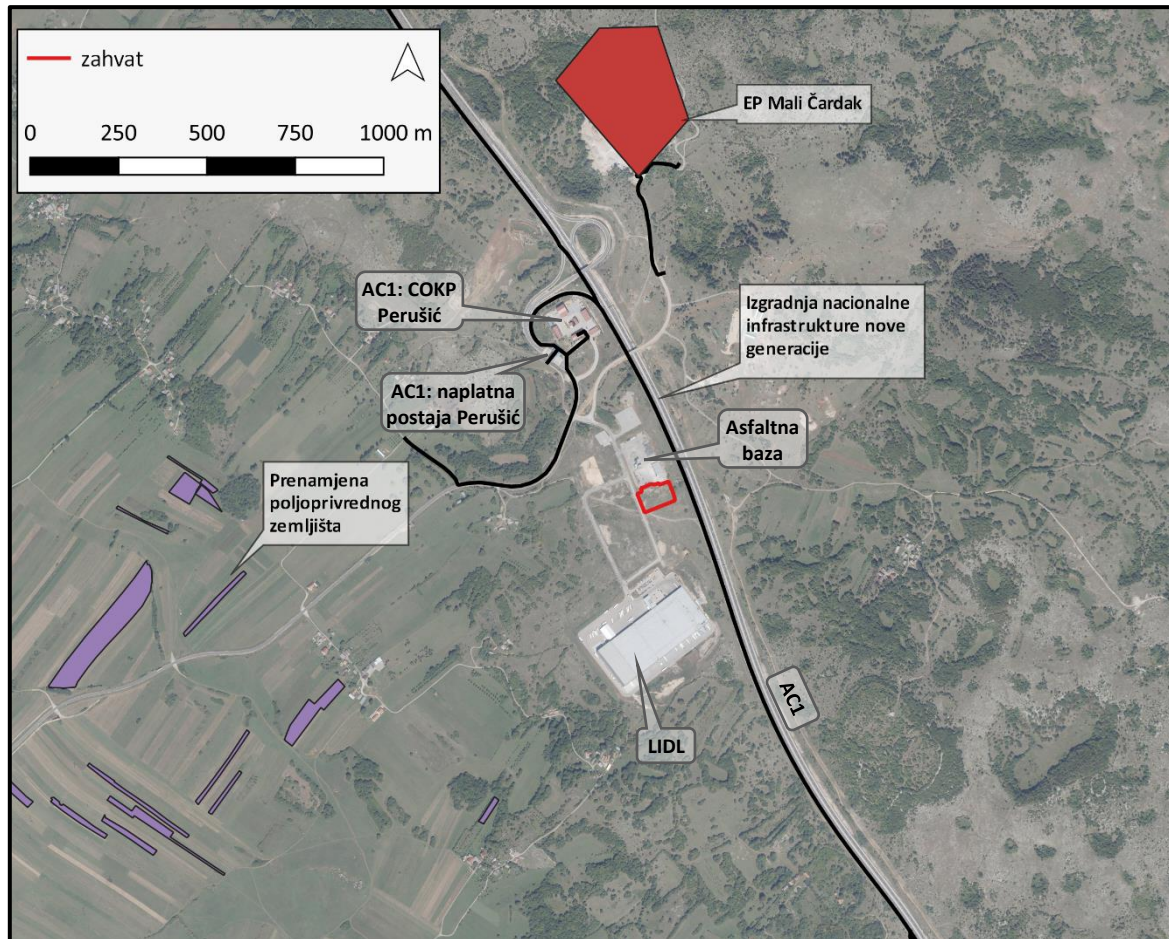 zahvat
0 250 500 750 1000 m
EP Mali Čardak
AC1: COKP
Perušić
Izgradnja nacionalne
infrastrukture nove
generacije
AC1: naplatna
postaja Perušić
Asfaltna
baza
Prenamjena
poljoprivrednog
zemljišta
AC1
LIDL